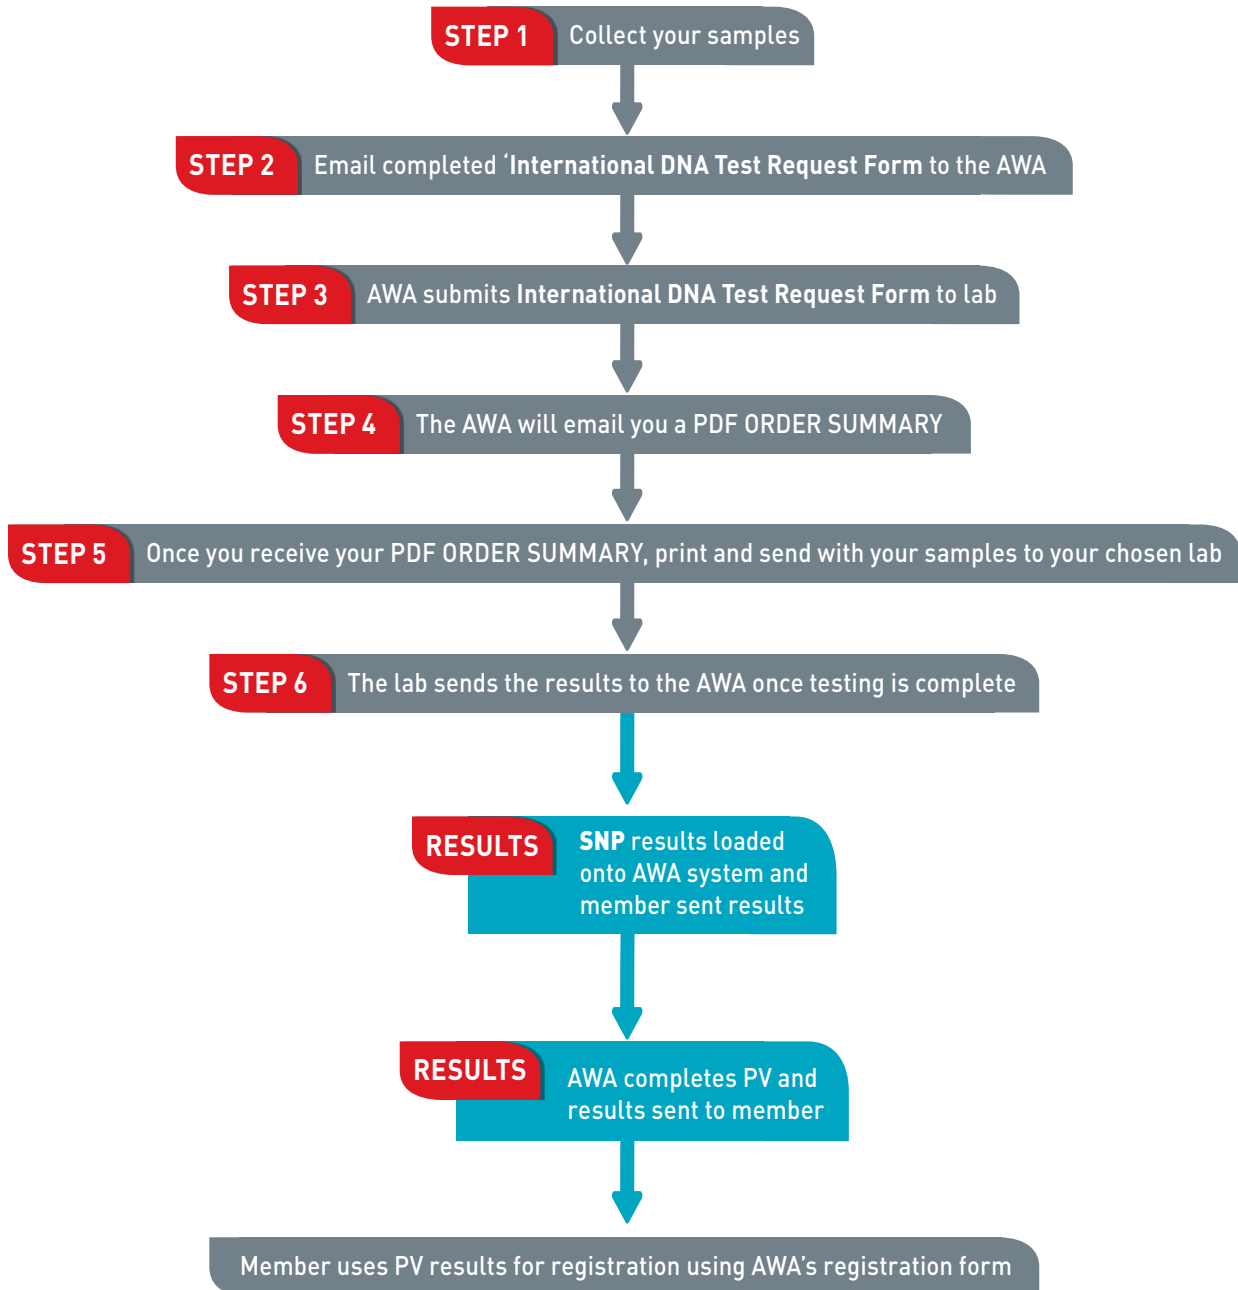 STEP 1 Collect your samples
STEP 2 Email completed ‘International DNA Test Request Form to the AWA
STEP 3 AWA submits International DNA Test Request Form to lab
STEP 4 The AWA will email you a PDF ORDER SUMMARY
STEP 5 Once you receive your PDF ORDER SUMMARY, print and send with your samples to your chosen lab
STEP 6 The lab sends the results to the AWA once testing is complete
RESULTS SNP results loaded
onto AWA system and
member sent results
RESULTS AWA completes PV and
results sent to member
Member uses PV results for registration using AWA’s registration form